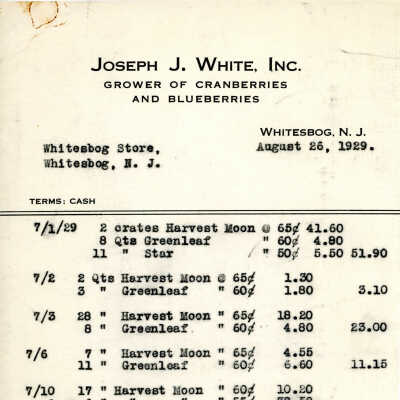 JOSEPH J. WHITE, INC.
GROWER OF CRANBERRIES
AND BLUEBERRIES
WHITESBOG, N. J.
Whitesbog Store, August 26, 1929.
Whitesbog, N. J.
TERMS: CASH
7/1/29 2 crates Harvest Moon @ 65¢ 41.60
8 Qts Greenleaf " 60¢ 4.80
11 " Star " 50¢ 5.50 51.90
7/2 2 Qts Harvest Moon @ 65¢ 1.30
3 " Greenleaf " 60¢ 1.80 3.10
7/3 28 " Harvest Moon " 65¢ 18.20
8 " Greenleaf " 60¢ 4.80 23.00
7/6 7 " Harvest Moon " 65¢ 4.55
11 " Greenleaf " 60¢ 6.60 11.15
7/10 17 " Harvest Moon " 60¢ 10.20